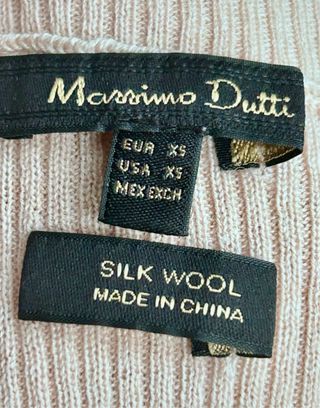 Massimo Dutti
EUR XS
USA XS
MEX EXCH
SILK WOOL
MADE IN CHINA